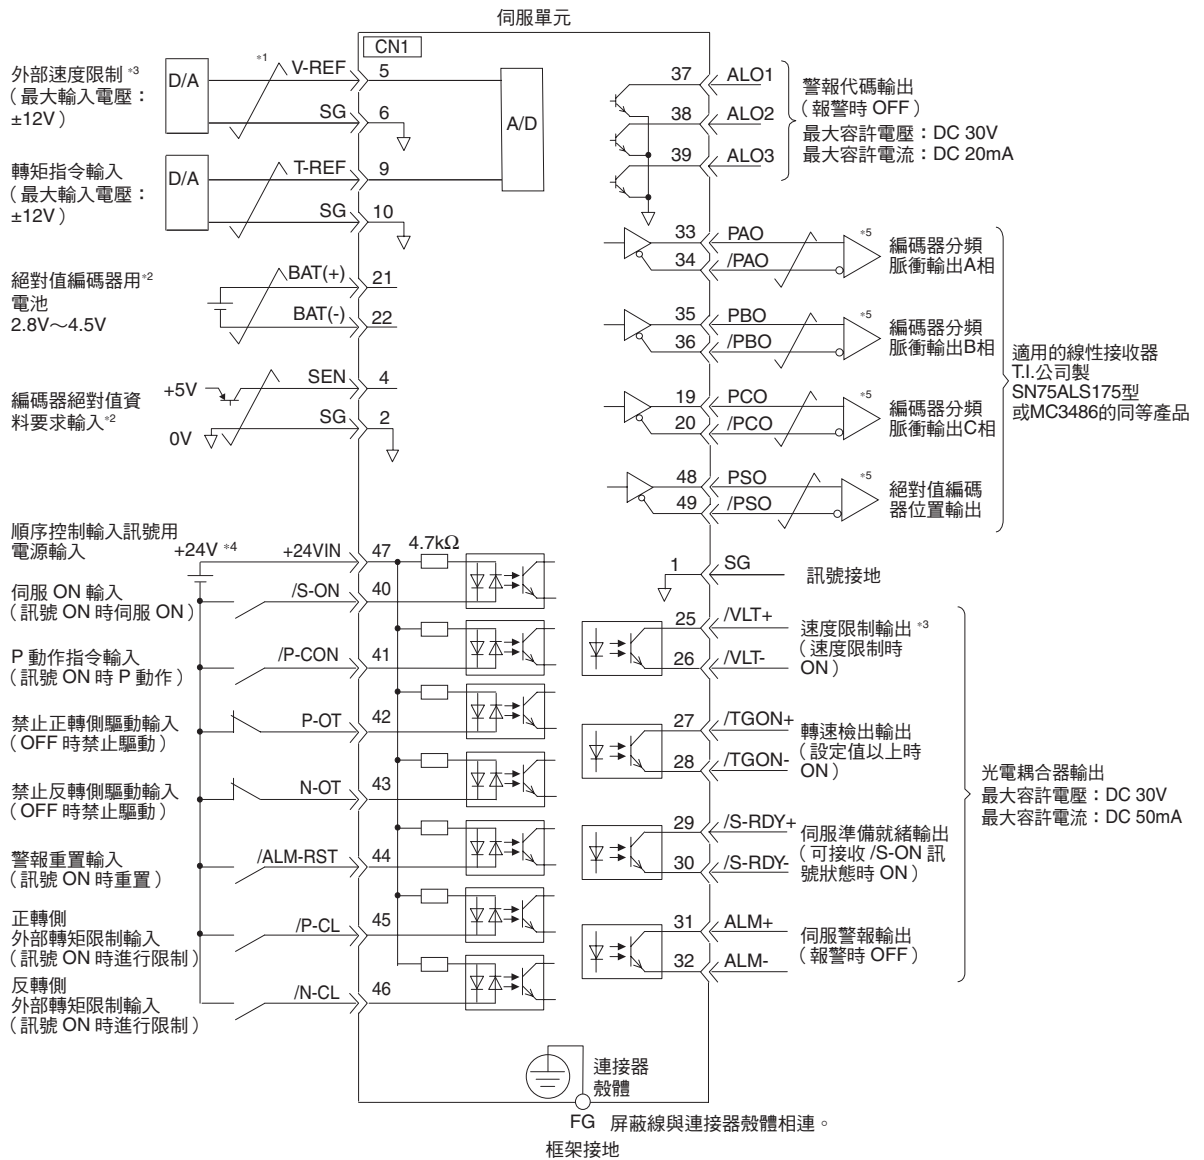 伺服單元
CN1
外部速度限制 *3
（最大輸入電壓：
±12V）
D/A
*1
V-REF
5
SG
6
A/D
轉矩指令輸入
（最大輸入電壓：
±12V）
D/A
T-REF
9
SG
10
絕對值編碼器用*2
電池
2.8V～4.5V
BAT(+)
21
BAT(-)
22
編碼器絕對值資
料要求輸入*2
+5V
0V
SEN
4
SG
2
順序控制輸入訊號用
電源輸入
+24V *4
+24VIN
47
4.7kΩ
伺服 ON 輸入
（訊號 ON 時伺服 ON）
/S-ON
40
P 動作指令輸入
（訊號 ON 時 P 動作）
/P-CON
41
禁止正轉側驅動輸入
（OFF 時禁止驅動）
P-OT
42
禁止反轉側驅動輸入
（OFF 時禁止驅動）
N-OT
43
警報重置輸入
（訊號 ON 時重置）
/ALM-RST
44
正轉側
外部轉矩限制輸入
（訊號 ON 時進行限制）
/P-CL
45
反轉側
外部轉矩限制輸入
（訊號 ON 時進行限制）
/N-CL
46
37
ALO1
38
ALO2
39
ALO3
警報代碼輸出
（報警時 OFF）
最大容許電壓：DC 30V
最大容許電流：DC 20mA
33
PAO
34
/PAO
*5
編碼器分頻
脈衝輸出A相
35
PBO
36
/PBO
*5
編碼器分頻
脈衝輸出B相
19
PCO
20
/PCO
*5
編碼器分頻
脈衝輸出C相
48
PSO
49
/PSO
*5
絕對值編碼
器位置輸出
適用的線性接收器
T.I.公司製
SN75ALS175型
或MC3486的同等產品
1
SG
訊號接地
25
/VLT+
26
/VLT-
速度限制輸出 *3
（速度限制時
ON）
27
/TGON+
28
/TGON-
轉速檢出輸出
（設定值以上時
ON）
29
/S-RDY+
30
/S-RDY-
伺服準備就緒輸出
（可接收 /S-ON 訊
號狀態時 ON）
31
ALM+
32
ALM-
伺服警報輸出
（報警時 OFF）
光電耦合器輸出
最大容許電壓：DC 30V
最大容許電流：DC 50mA
連接器
殼體
FG
屏蔽線與連接器殼體相連。
框架接地